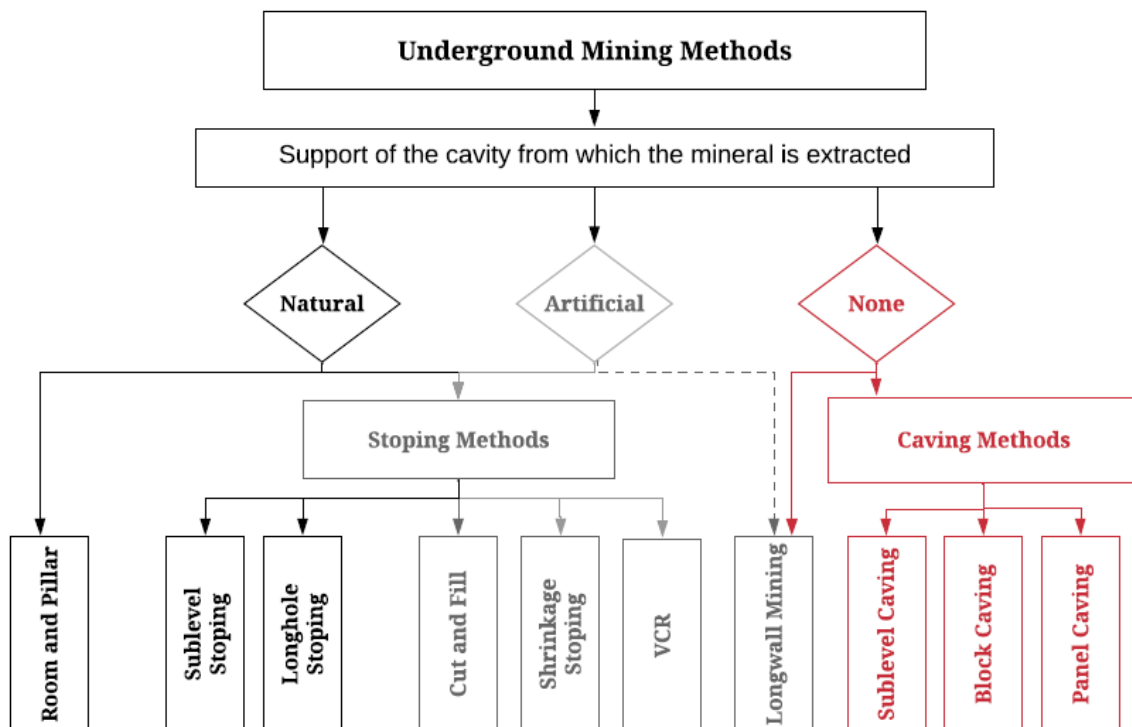 Underground Mining Methods
Support of the cavity from which the mineral is extracted
Natural
Artificial
None
Stoping Methods
Caving Methods
Room and Pillar
Sublevel
Stoping
Longhole
Stoping
Cut and Fill
Shrinkage
Stoping
VCR
Longwall Mining
Sublevel Caving
Block Caving
Panel Caving